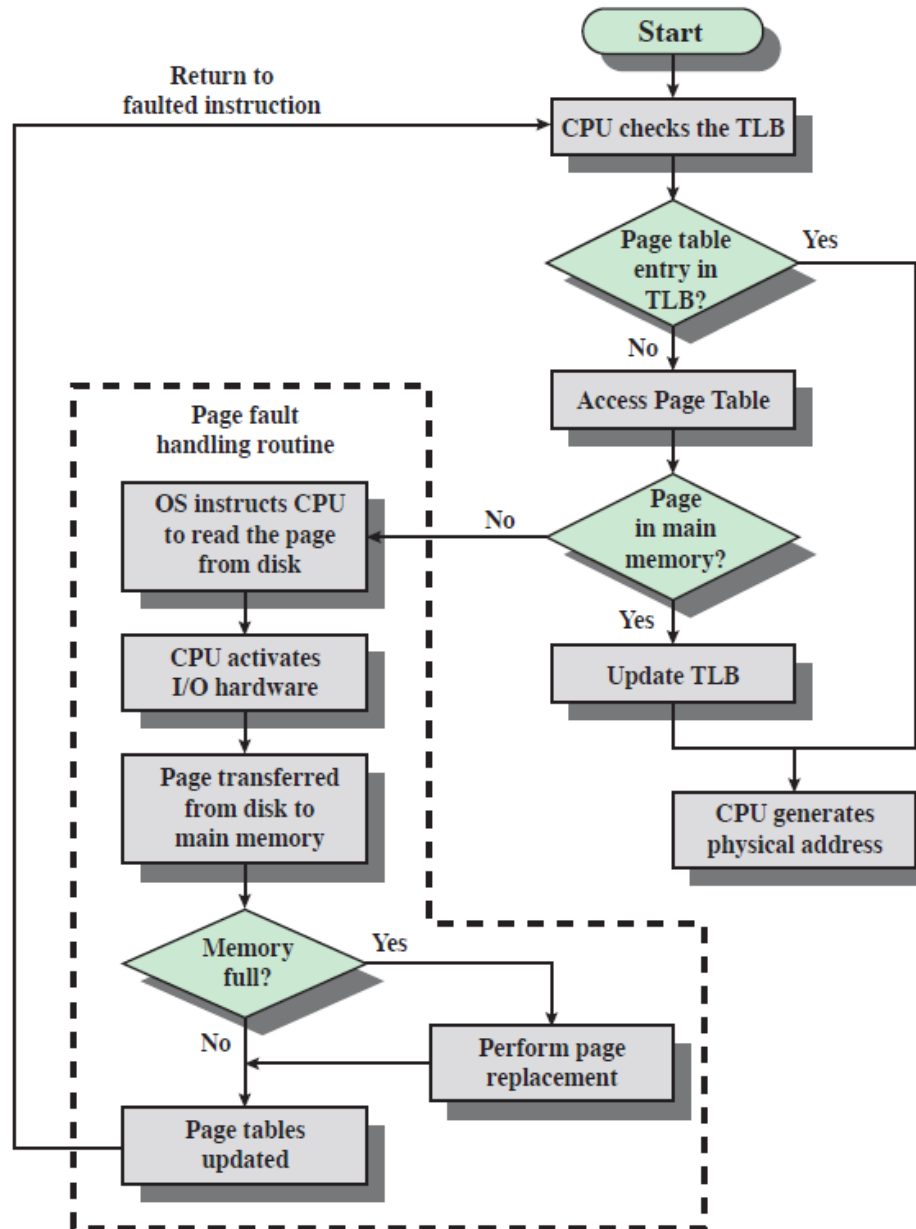 Start
Return to
faulted instruction
CPU checks the TLB
Page table
entry in
TLB?
Yes
No
Access Page Table
Page fault
handling routine
OS instructs CPU
to read the page
from disk
No
Page
in main
memory?
Yes
CPU activates
I/O hardware
Update TLB
Page transferred
from disk to
main memory
CPU generates
physical address
Memory
full?
Yes
No
Perform page
replacement
Page tables
updated